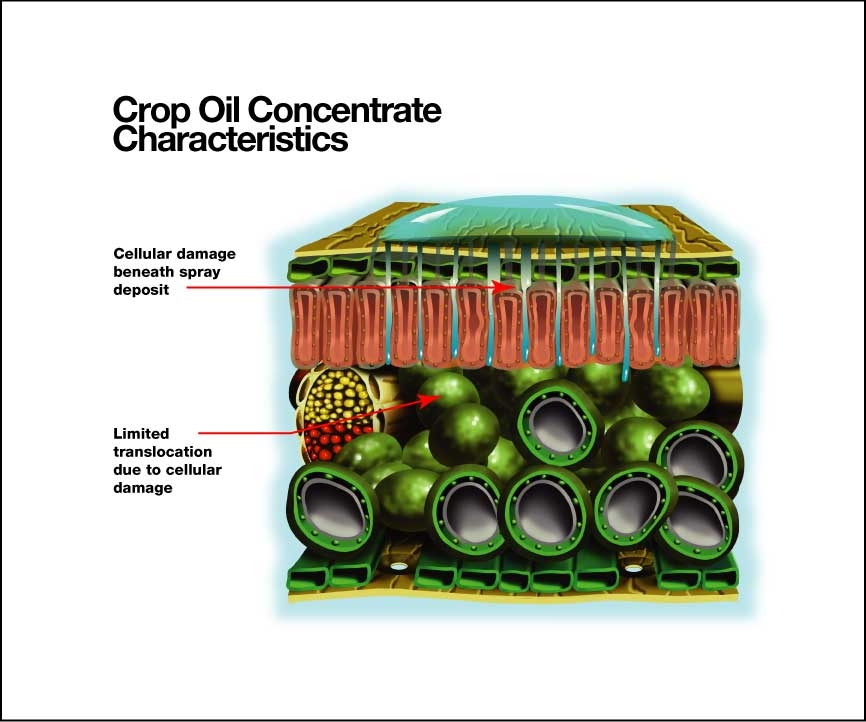 Crop Oil Concentrate
Characteristics
Cellular damage
beneath spray
deposit
Limited
translocation
due to cellular
damage